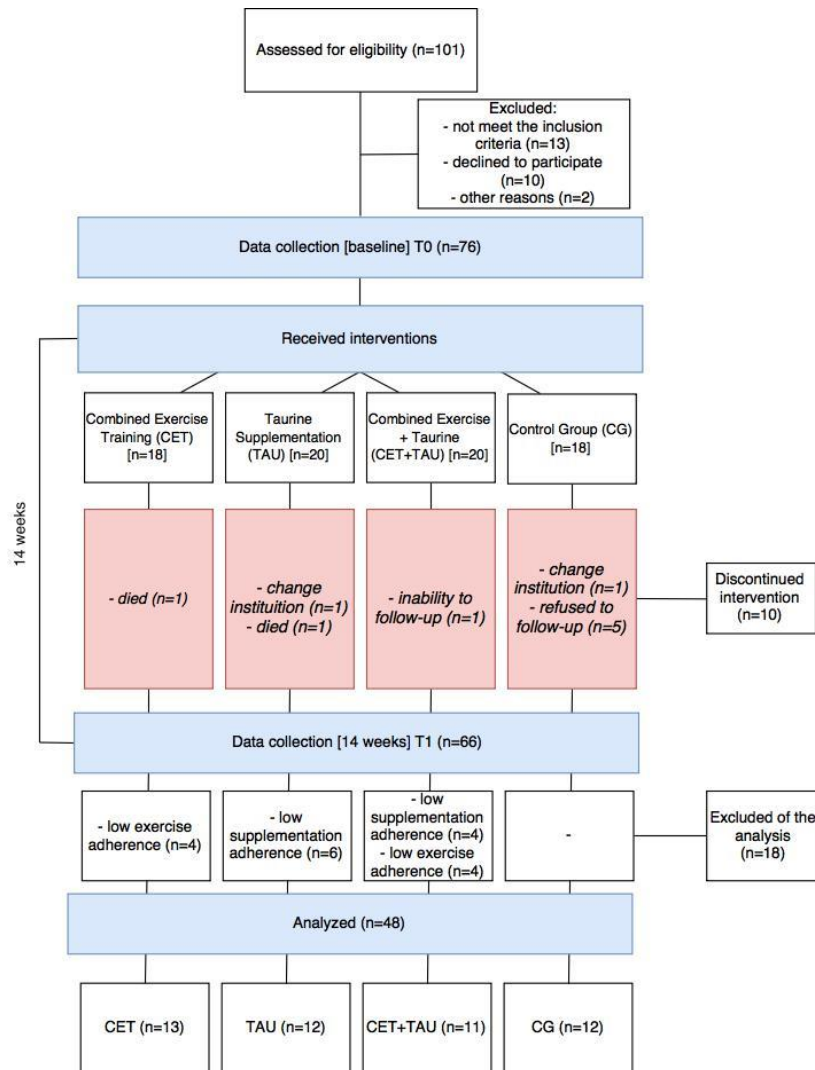 Assessed for eligibility (n=101)
Excluded:
- not meet the inclusion
criteria (n=13)
- declined to participate
(n=10)
- other reasons (n=2)
Data collection [baseline] T0 (n=76)
Received interventions
Combined Exercise
Training (CET)
[n=18]
Taurine
Supplementation
(TAU) [n=20]
Combined Exercise
+ Taurine
(CET+TAU) [n=20]
Control Group (CG)
[n=18]
14 weeks
- died (n=1)
- change
instituition (n=1)
- died (n=1)
- inability to
follow-up (n=1)
- change
institution (n=1)
- refused to
follow-up (n=5)
Discontinued
intervention
(n=10)
Data collection [14 weeks] T1 (n=66)
- low exercise
adherence (n=4)
- low
supplementation
adherence (n=6)
- low
supplementation
adherence (n=4)
- low exercise
adherence (n=4)
-
Excluded of the
analysis
(n=18)
Analyzed (n=48)
CET (n=13)
TAU (n=12)
CET+TAU (n=11)
CG (n=12)